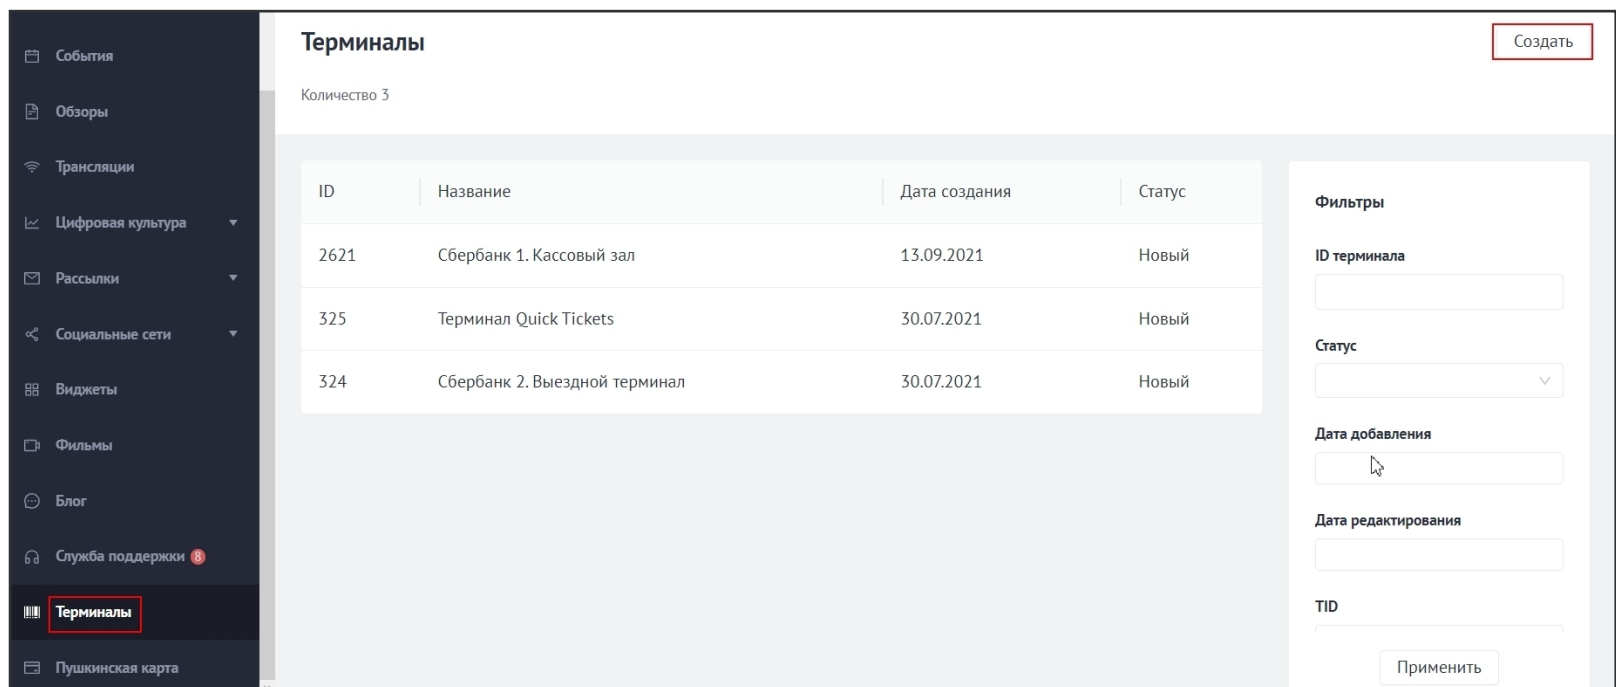 События
Обзоры
Трансляции
Цифровая культура
Рассылки
Социальные сети
Виджеты
Фильмы
Блог
Служба поддержки 8
Терминалы
Пушкинская карта
Терминалы
Создать
Количество 3
ID Название Дата создания Статус
2621 Сбербанк 1. Кассовый зал 13.09.2021 Новый
325 Терминал Quick Tickets 30.07.2021 Новый
324 Сбербанк 2. Выездной терминал 30.07.2021 Новый
Фильтры
ID терминала
Статус
Дата добавления
Дата редактирования
TID
Применить